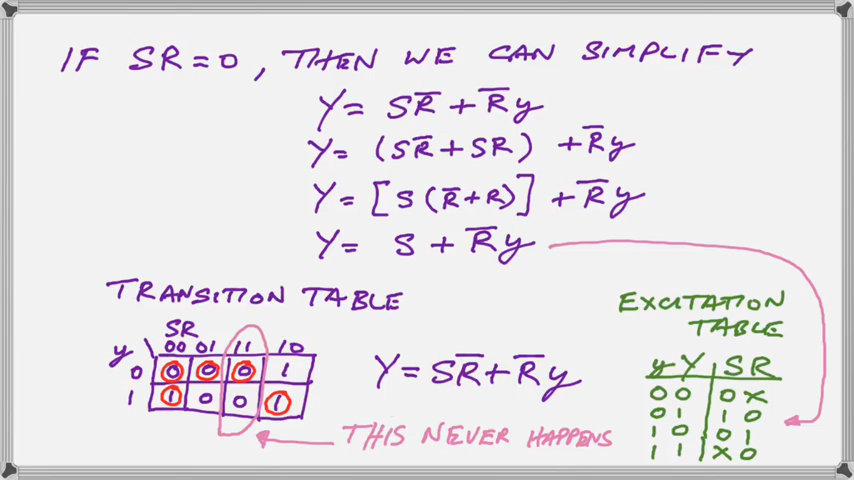 IF SR = 0 , THEN WE CAN SIMPLIFY
Y = SR̅ + R̅y
Y = (SR̅ + SR) + R̅y
Y = [S(R̅ + R)] + R̅y
Y = S + R̅y
TRANSITION TABLE
SR
y \ 00 01 11 10
0 0 0 0 1
1 1 0 0 1
Y = SR̅ + R̅y
THIS NEVER HAPPENS
EXCITATION
TABLE
y Y S R
0 0 0 X
0 1 1 0
1 0 0 1
1 1 X 0